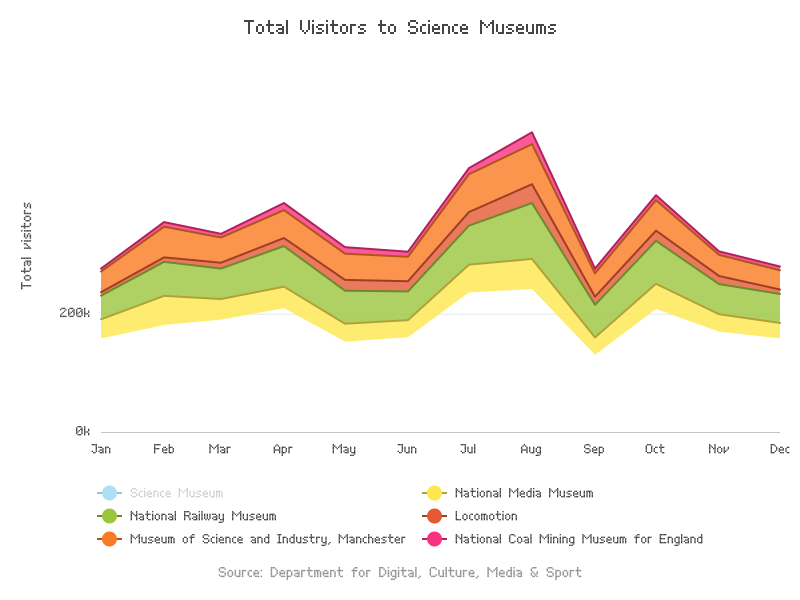 Total Visitors to Science Museums
Total visitors
200k
0k
Jan Feb Mar Apr May Jun Jul Aug Sep Oct Nov Dec
Science Museum
National Media Museum
National Railway Museum
Locomotion
Museum of Science and Industry, Manchester
National Coal Mining Museum for England
Source: Department for Digital, Culture, Media & Sport